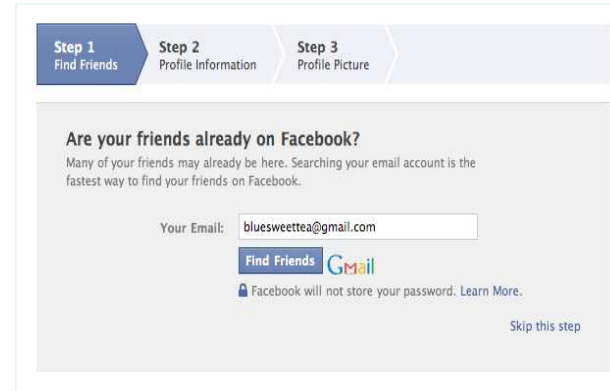 Step 1
Find Friends
Step 2
Profile Information
Step 3
Profile Picture
Are your friends already on Facebook?
Many of your friends may already be here. Searching your email account is the
fastest way to find your friends on Facebook.
Your Email: bluesweettea@gmail.com
Find Friends Gmail
Facebook will not store your password. Learn More.
Skip this step